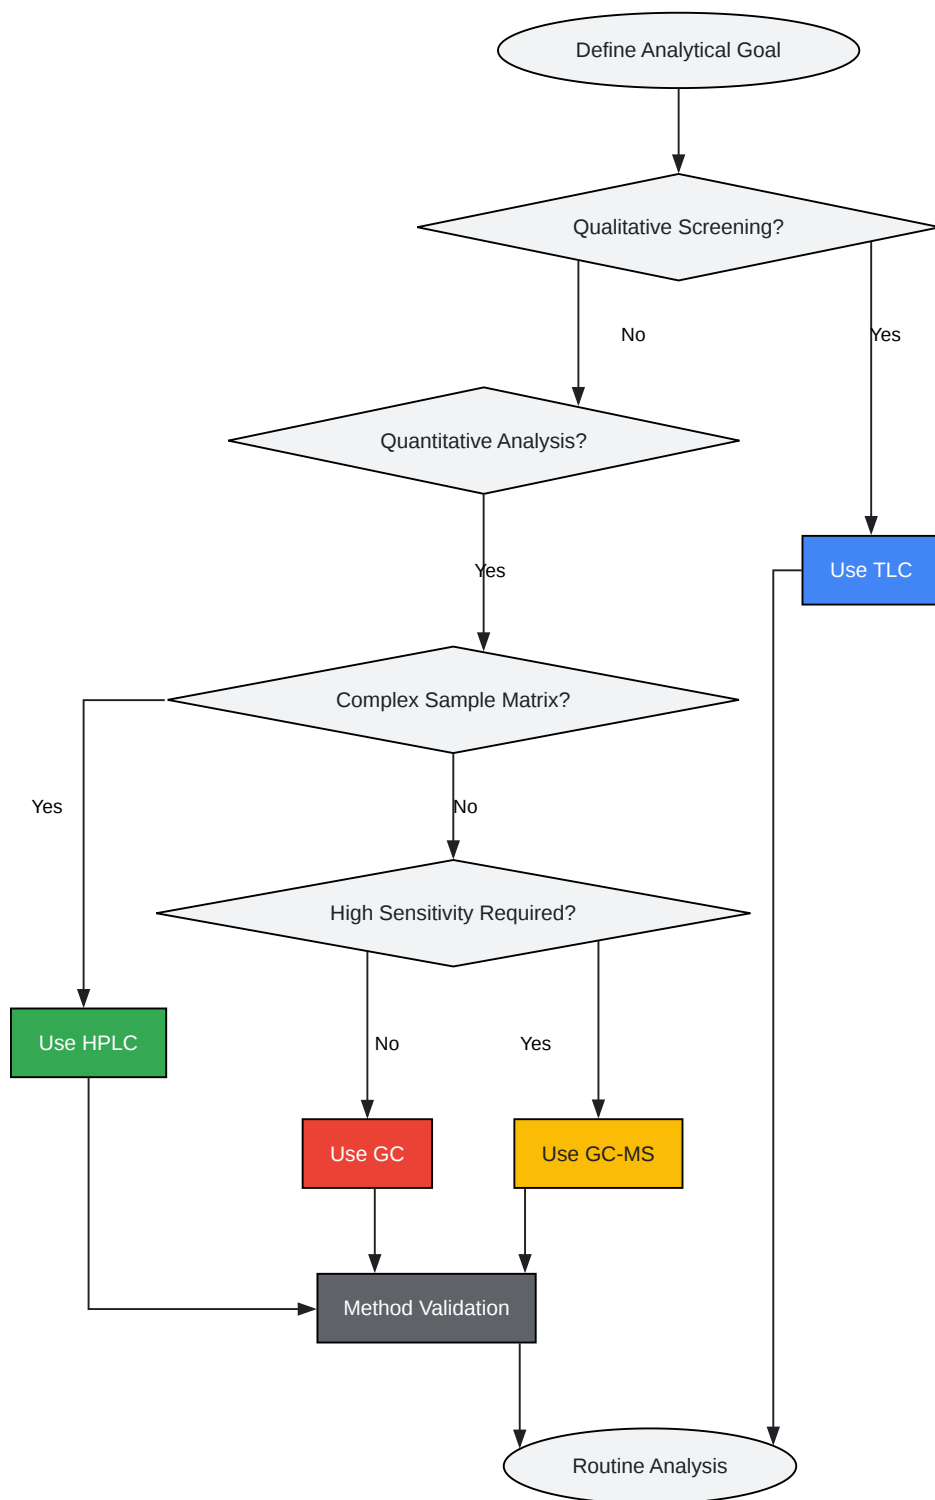 Define Analytical Goal
Qualitative Screening?
No
Yes
Quantitative Analysis?
Yes
Use TLC
Complex Sample Matrix?
Yes
No
High Sensitivity Required?
Use HPLC
No
Yes
Use GC
Use GC-MS
Method Validation
Routine Analysis